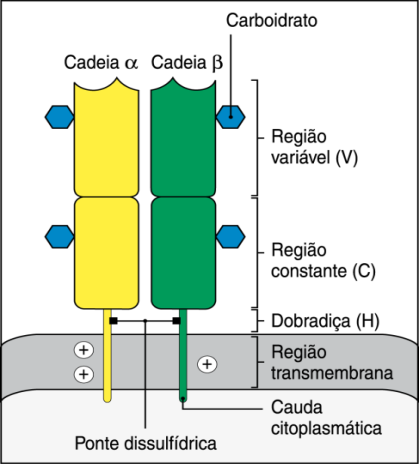 Carboidrato
Cadeia α
Cadeia β
Região
variável (V)
Região
constante (C)
Dobradiça (H)
Região
transmembrana
+
+
+
Cauda
citoplasmática
Ponte dissulfídrica